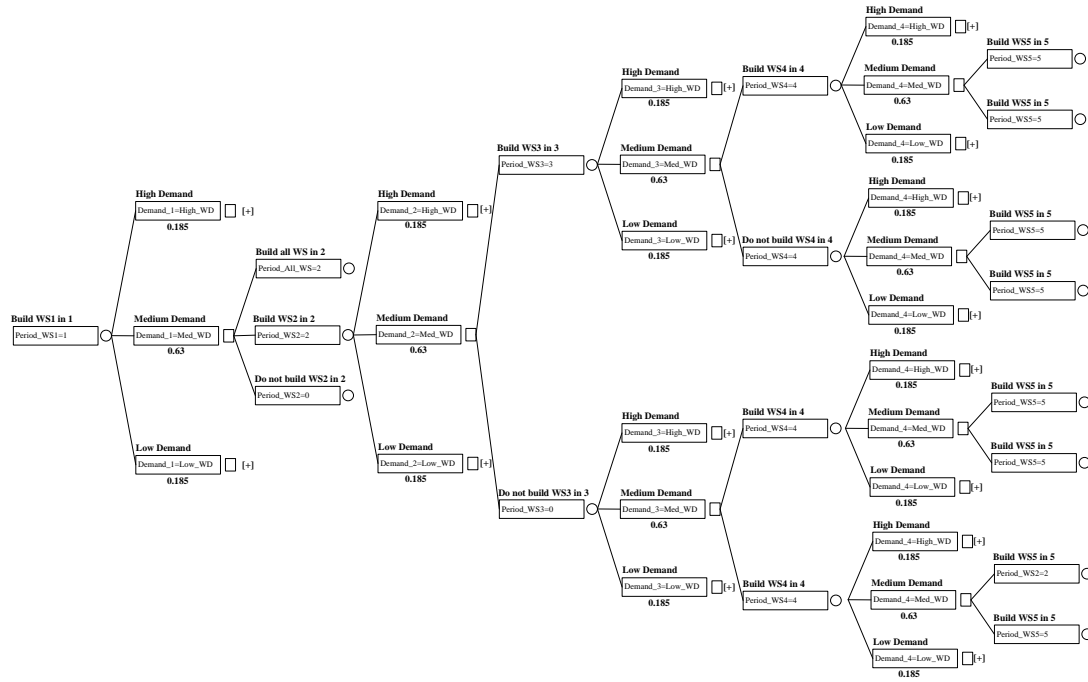 Build WS1 in 1
Period_WS1=1
High Demand
Demand_1=High_WD
[+]
0.185
Medium Demand
Demand_1=Med_WD
0.63
Low Demand
Demand_1=Low_WD
[+]
0.185
Build all WS in 2
Period_All_WS=2
Build WS2 in 2
Period_WS2=2
Do not build WS2 in 2
Period_WS2=0
High Demand
Demand_2=High_WD
[+]
0.185
Medium Demand
Demand_2=Med_WD
0.63
Low Demand
Demand_2=Low_WD
[+]
0.185
Build WS3 in 3
Period_WS3=3
Do not build WS3 in 3
Period_WS3=0
High Demand
Demand_3=High_WD
[+]
0.185
Medium Demand
Demand_3=Med_WD
0.63
Low Demand
Demand_3=Low_WD
[+]
0.185
High Demand
Demand_3=High_WD
[+]
0.185
Medium Demand
Demand_3=Med_WD
0.63
Low Demand
Demand_3=Low_WD
[+]
0.185
Build WS4 in 4
Period_WS4=4
Do not build WS4 in 4
Period_WS4=4
Build WS4 in 4
Period_WS4=4
Build WS4 in 4
Period_WS4=4
High Demand
Demand_4=High_WD
[+]
0.185
Medium Demand
Demand_4=Med_WD
0.63
Low Demand
Demand_4=Low_WD
[+]
0.185
High Demand
Demand_4=High_WD
[+]
0.185
Medium Demand
Demand_4=Med_WD
0.63
Low Demand
Demand_4=Low_WD
[+]
0.185
High Demand
Demand_4=High_WD
[+]
0.185
Medium Demand
Demand_4=Med_WD
0.63
Low Demand
Demand_4=Low_WD
[+]
0.185
High Demand
Demand_4=High_WD
[+]
0.185
Medium Demand
Demand_4=Med_WD
0.63
Low Demand
Demand_4=Low_WD
[+]
0.185
Build WS5 in 5
Period_WS5=5
Build WS5 in 5
Period_WS5=5
Build WS5 in 5
Period_WS5=5
Build WS5 in 5
Period_WS5=5
Build WS5 in 5
Period_WS5=5
Build WS5 in 5
Period_WS5=5
Build WS5 in 5
Period_WS2=2
Build WS5 in 5
Period_WS5=5